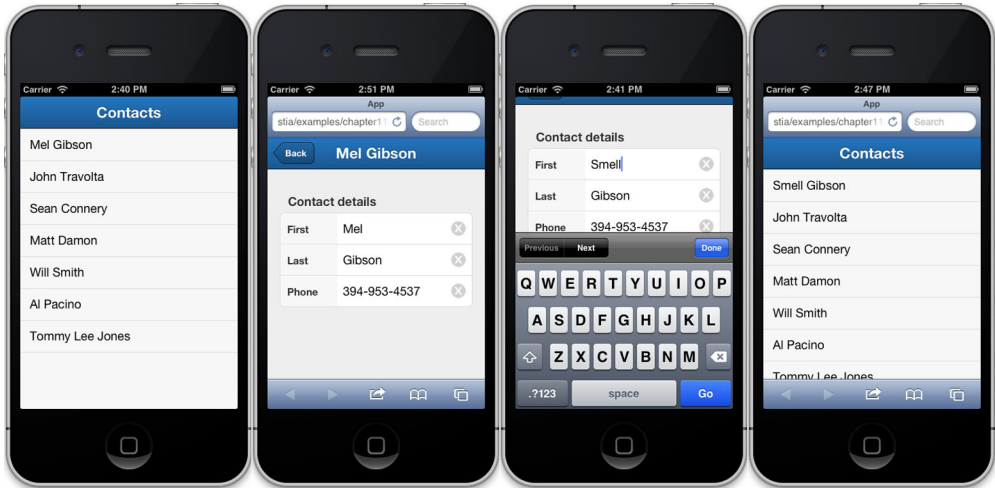 Carrier 2:40 PM
Contacts
Mel Gibson
John Travolta
Sean Connery
Matt Damon
Will Smith
Al Pacino
Tommy Lee Jones
Carrier 2:51 PM
App
stia/examples/chapter11 Search
Back Mel Gibson
Contact details
First Mel
Last Gibson
Phone 394-953-4537
Carrier 2:41 PM
Contact details
First Smell
Last Gibson
Phone 394-953-4537
Previous Next Done
Q W E R T Y U I O P
A S D F G H J K L
Z X C V B N M
.?123 space Go
Carrier 2:47 PM
App
stia/examples/chapter11 Search
Contacts
Smell Gibson
John Travolta
Sean Connery
Matt Damon
Will Smith
Al Pacino
Tommy Lee Jones